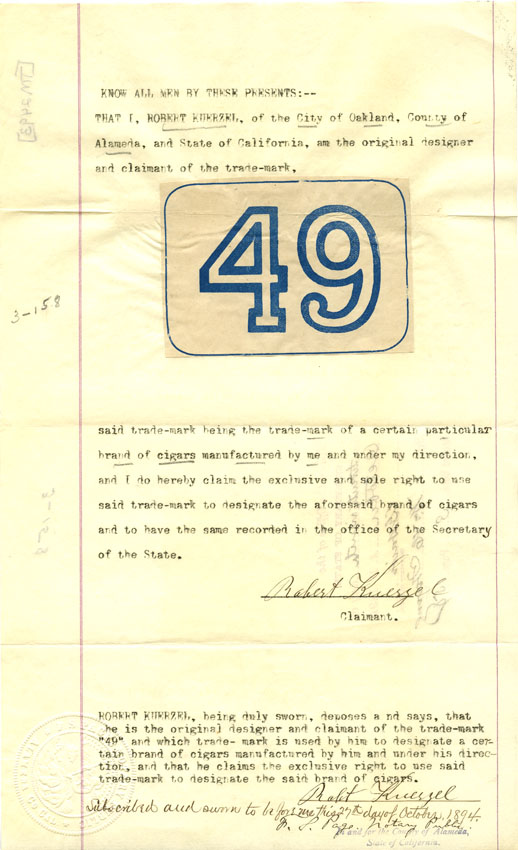 KNOW ALL MEN BY THESE PRESENTS:--
THAT I, ROBERT KUERZEL, of the City of Oakland, County of
Alameda, and State of California, am the original designer
and claimant of the trade-mark,
49
3-158
said trade-mark being the trade-mark of a certain particular
brand of cigars manufactured by me and under my direction,
and I do hereby claim the exclusive and sole right to use
said trade-mark to designate the aforesaid brand of cigars
and to have the same recorded in the office of the Secretary
of the State.
Robert Kuerzel
Claimant.
ROBERT KUERZEL, being duly sworn, deposes a nd says, that
he is the original designer and claimant of the trade-mark
"49" and which trade- mark is used by him to designate a cer-
tain brand of cigars manufactured by him and under his direc-
tion, and that he claims the exclusive right to use said
trade-mark to designate the said brand of cigars.
Robt Kuerzel
Subscribed and sworn to before me this 27th day of October, 1894.
Notary Public
In and for the County of Alameda,
State of California.